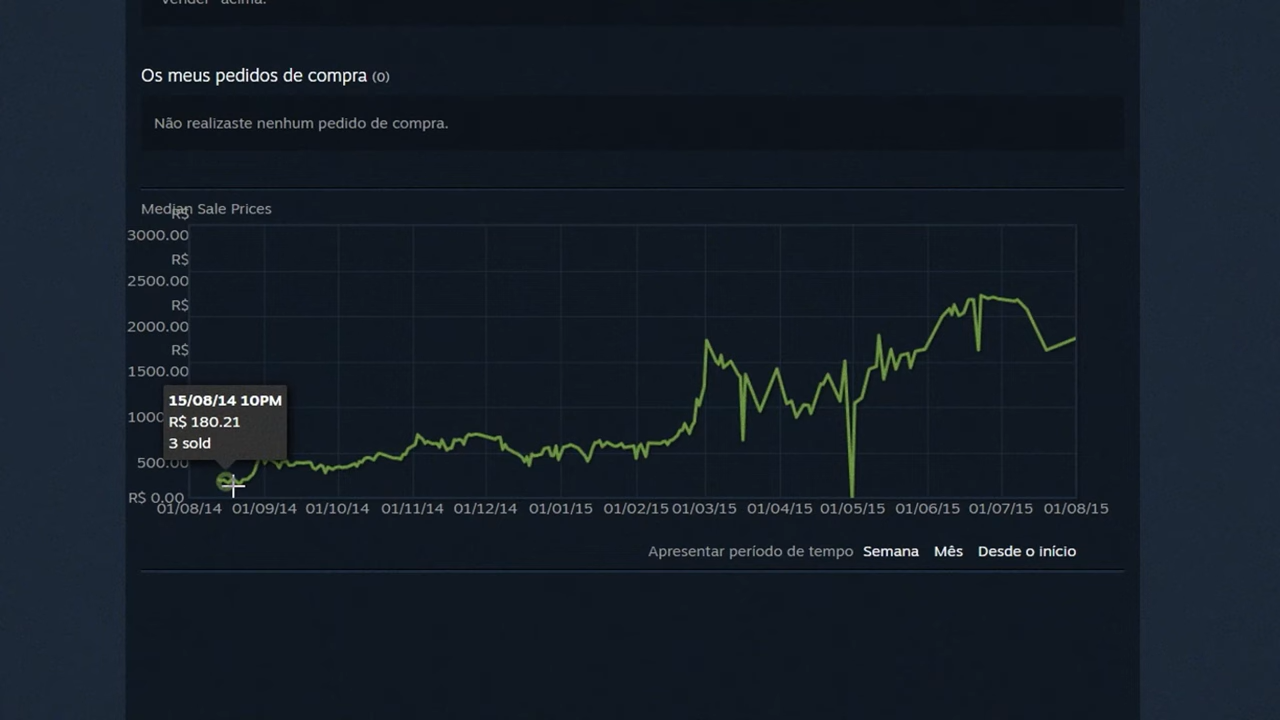 "Vender" acima.
Os meus pedidos de compra (0)
Não realizaste nenhum pedido de compra.
Median Sale Prices
R$
3000.00
R$
2500.00
R$
2000.00
R$
1500.00
1000
500.00
R$ 0.00
15/08/14 10PM
R$ 180.21
3 sold
01/08/14 01/09/14 01/10/14 01/11/14 01/12/14 01/01/15 01/02/15 01/03/15 01/04/15 01/05/15 01/06/15 01/07/15 01/08/15
Apresentar período de tempo Semana Mês Desde o início